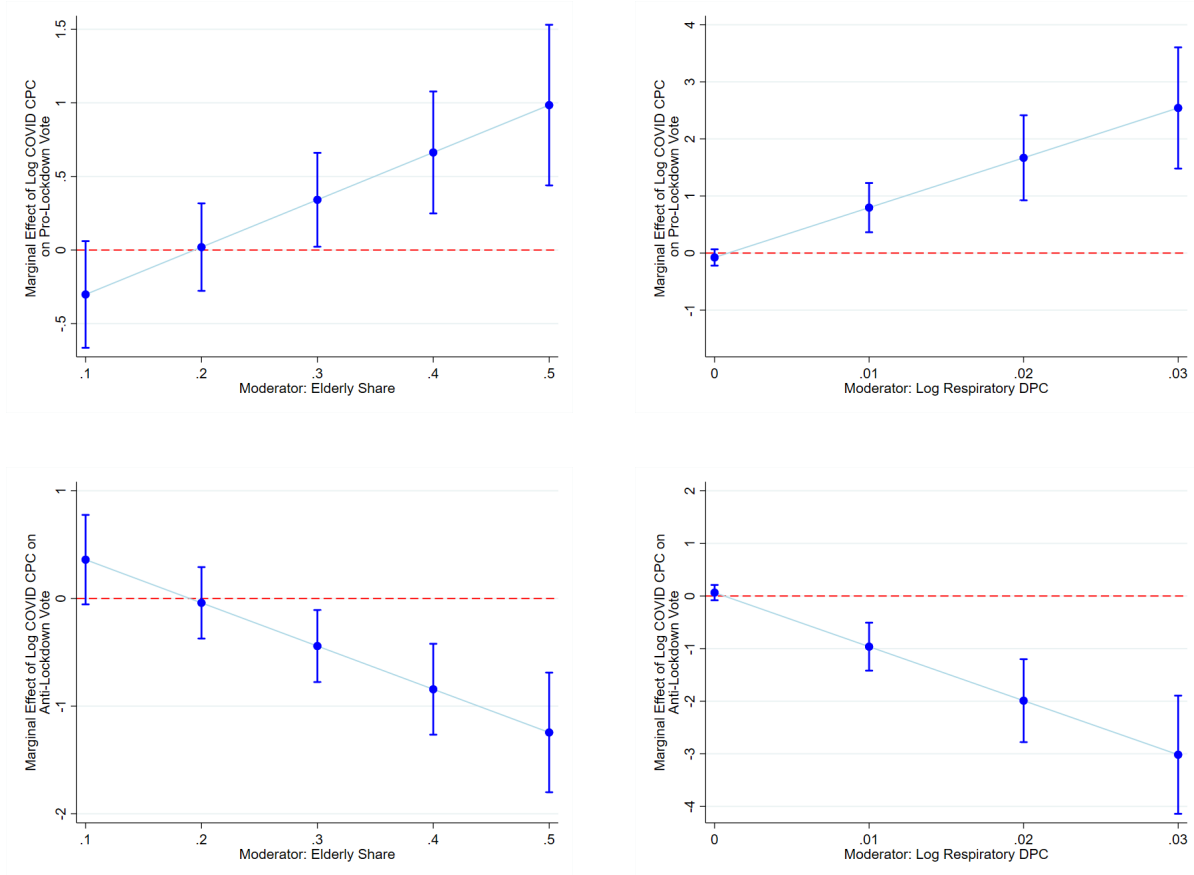 Marginal Effect of Log COVID CPC
on Pro-Lockdown Vote
1.5
1
.5
0
-.5
.1 .2 .3 .4 .5
Moderator: Elderly Share
Marginal Effect of Log COVID CPC
on Pro-Lockdown Vote
4
3
2
1
0
-1
0 .01 .02 .03
Moderator: Log Respiratory DPC
Marginal Effect of Log COVID CPC on
Anti-Lockdown Vote
1
0
-1
-2
.1 .2 .3 .4 .5
Moderator: Elderly Share
Marginal Effect of Log COVID CPC on
Anti-Lockdown Vote
2
1
0
-1
-2
-3
-4
0 .01 .02 .03
Moderator: Log Respiratory DPC